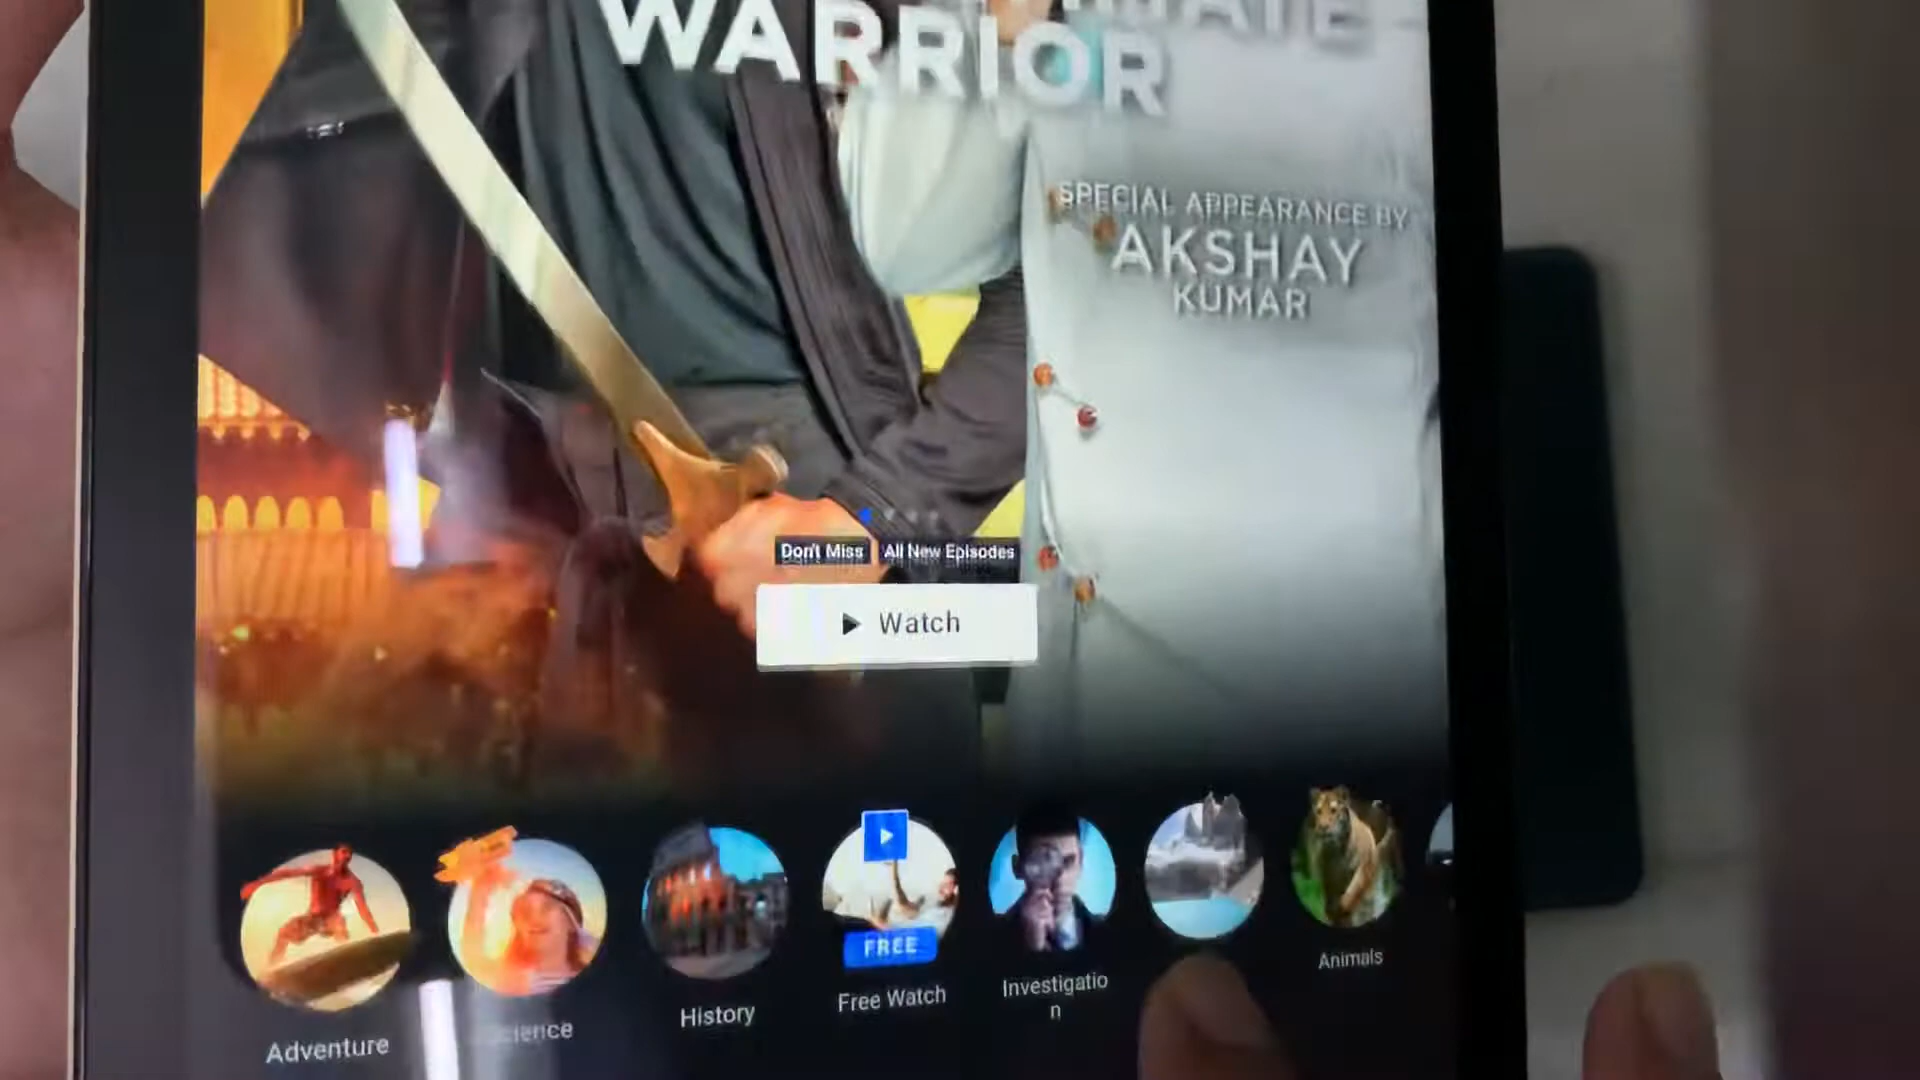 WARRIOR
SPECIAL APPEARANCE BY
AKSHAY
KUMAR
Don't Miss
All New Episodes
Watch
FREE
Adventure
Science
History
Free Watch
Investigatio
n
Animals